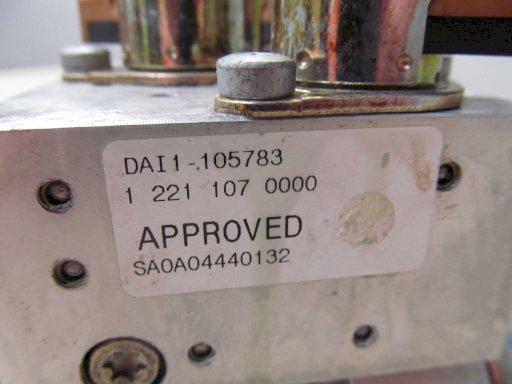 DAI1-105783
1 221 107 0000
APPROVED
SA0A04440132